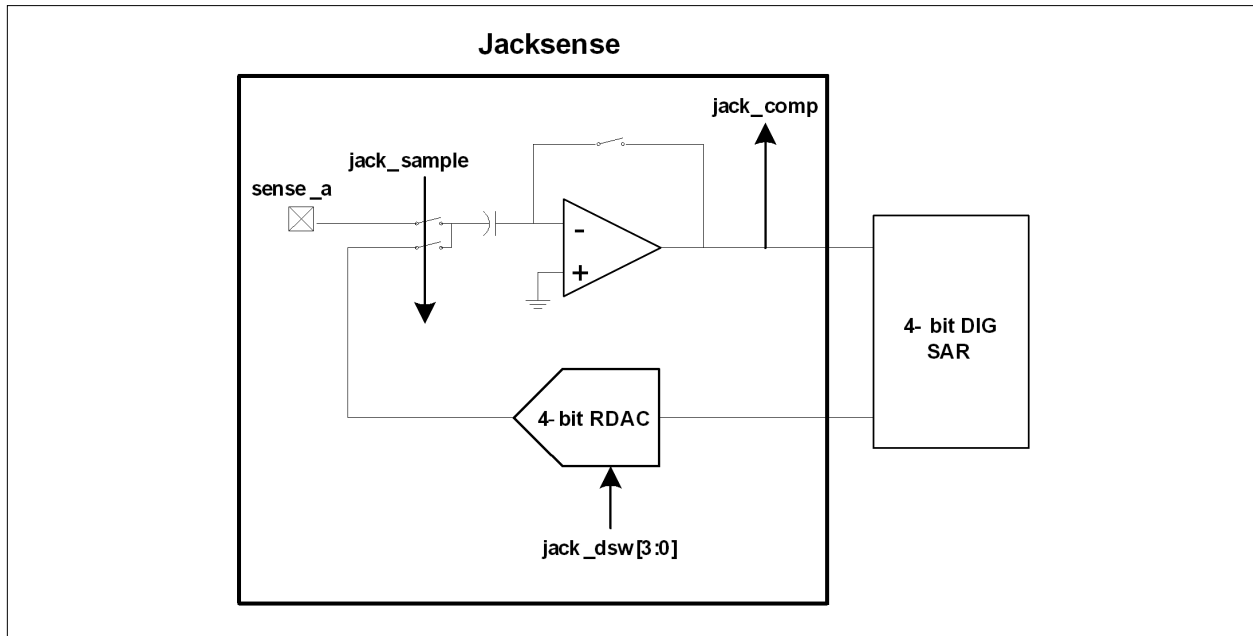 Jacksense
jack_comp
jack_sample
sense_a
-
+
4- bit DIG
SAR
4-bit RDAC
jack_dsw[3:0]